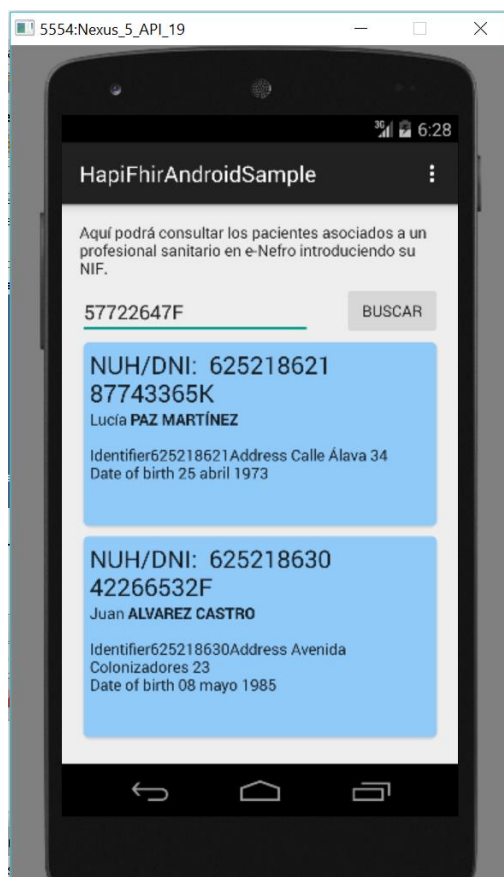 5554:Nexus_5_API_19
3G 6:28
HapiFhirAndroidSample
Aquí podrá consultar los pacientes asociados a un
profesional sanitario en e-Nefro introduciendo su
NIF.
57722647F BUSCAR
NUH/DNI: 625218621
87743365K
Lucía PAZ MARTÍNEZ
Identifier625218621Address Calle Álava 34
Date of birth 25 abril 1973
NUH/DNI: 625218630
42266532F
Juan ALVAREZ CASTRO
Identifier625218630Address Avenida
Colonizadores 23
Date of birth 08 mayo 1985